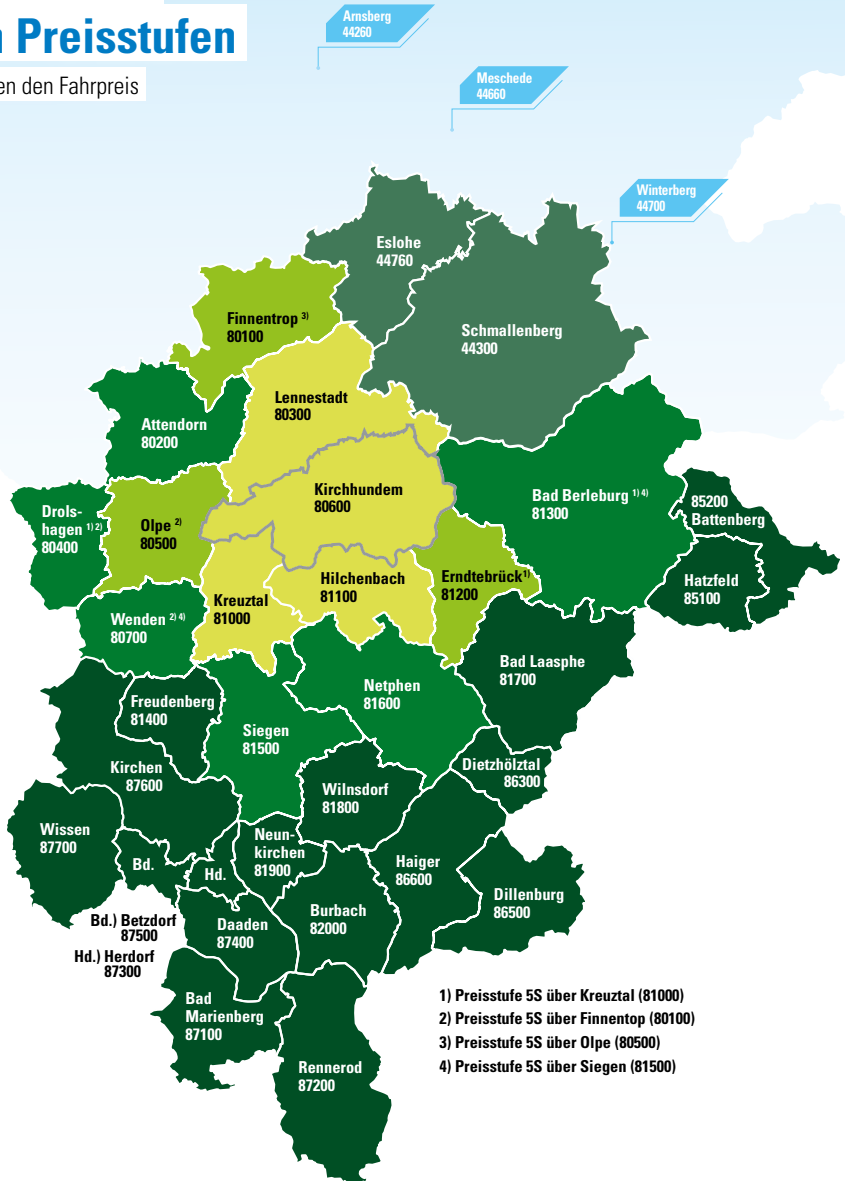 n Preisstufen
en den Fahrpreis
Arnsberg
44260
Meschede
44660
Winterberg
44700
Eslohe
44760
Finnentrop 3)
80100
Schmallenberg
44300
Lennestadt
80300
Attendorn
80200
Kirchhundem
80600
Bad Berleburg 1) 4)
81300
85200
Battenberg
Drols-
hagen 1) 2)
80400
Olpe 2)
80500
Hatzfeld
85100
Hilchenbach
81100
Erndtebrück1)
81200
Kreuztal
81000
Wenden 2) 4)
80700
Bad Laasphe
81700
Netphen
81600
Freudenberg
81400
Siegen
81500
Dietzhölztal
86300
Kirchen
87600
Wilnsdorf
81800
Wissen
87700
Neun-
kirchen
81900
Bd.
Hd.
Haiger
86600
Dillenburg
86500
Burbach
82000
Bd.) Betzdorf
87500
Hd.) Herdorf
87300
Daaden
87400
Bad
Marienberg
87100
Rennerod
87200
1) Preisstufe 5S über Kreuztal (81000)
2) Preisstufe 5S über Finnentop (80100)
3) Preisstufe 5S über Olpe (80500)
4) Preisstufe 5S über Siegen (81500)